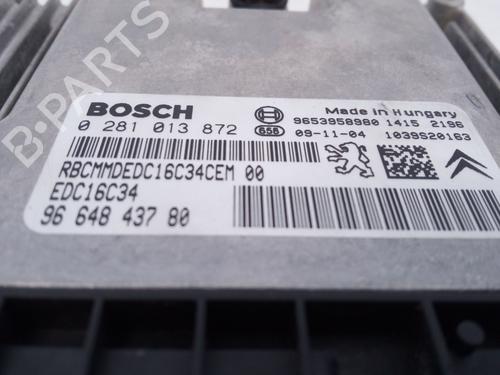 B-PARTS
BOSCH
Made in Hungary
0 281 013 872
656
9653958980 1415 2196
09-11-04 1039S20163
RBCMMDEDC16C34CEM 00
EDC16C34
96 648 437 80